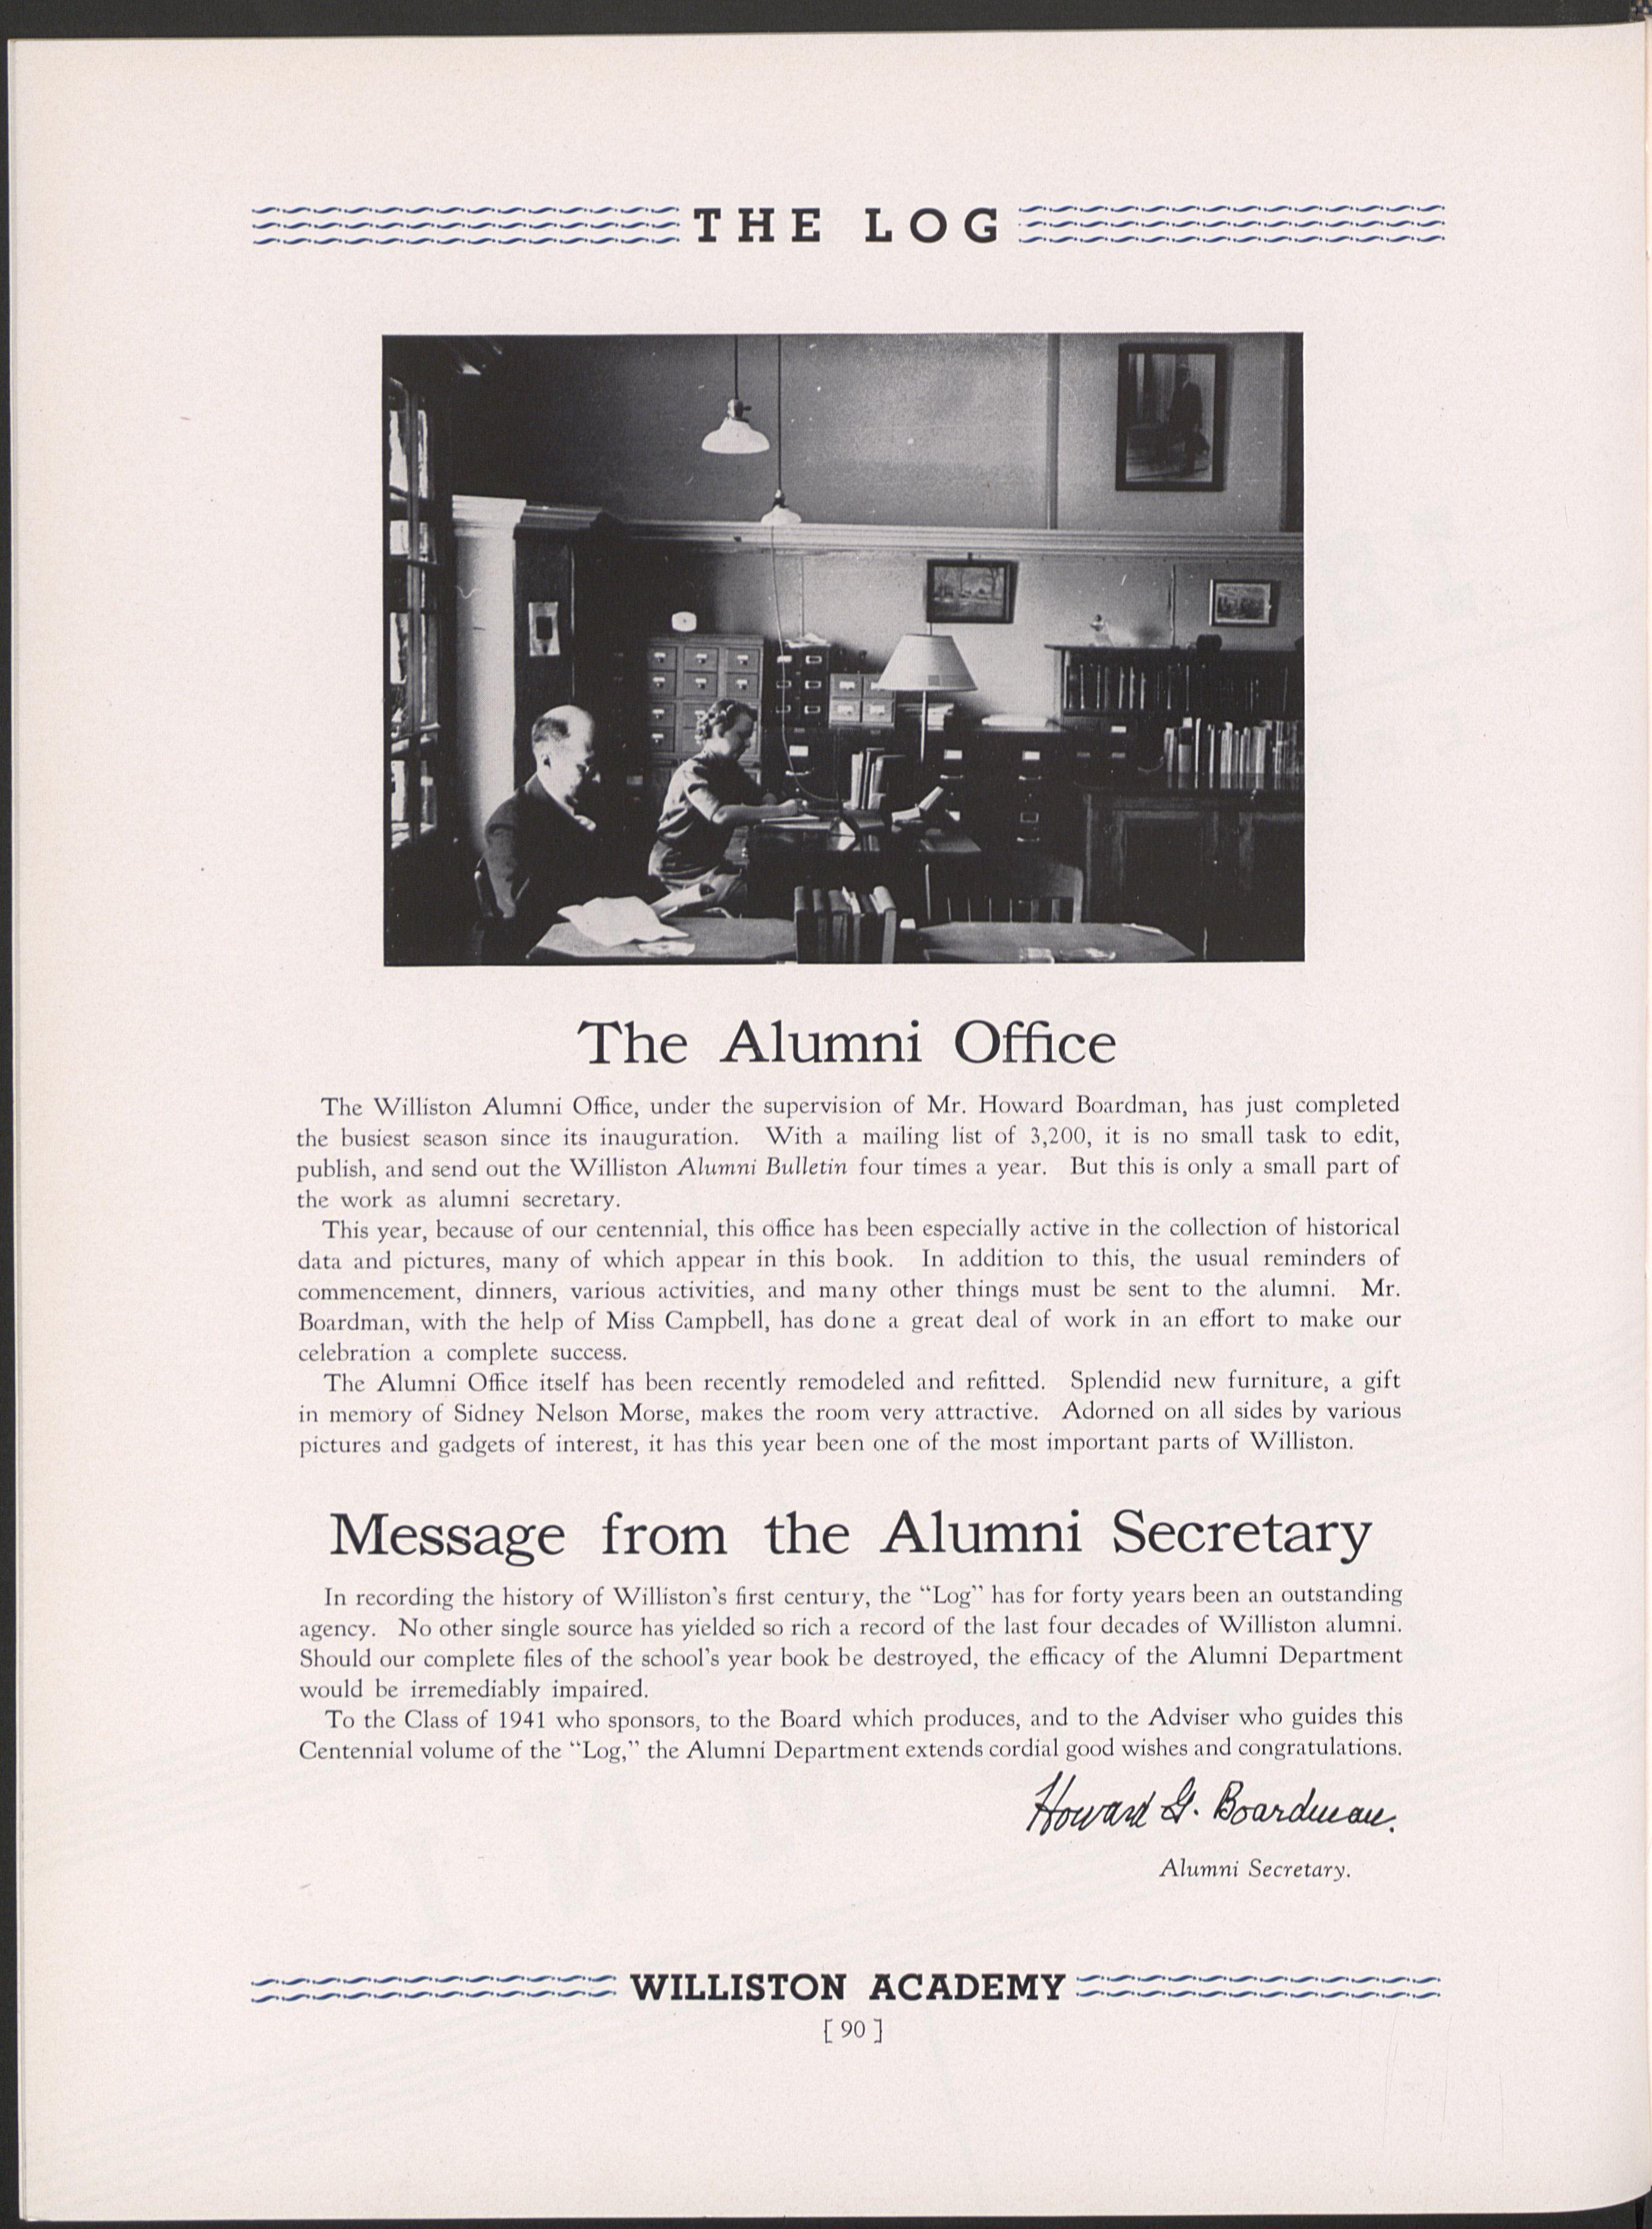 THE LOG
The Alumni Office
The Williston Alumni Office, under the supervision of Mr. Howard Boardman, has just completed
the busiest season since its inauguration. With a mailing list of 3,200, it is no small task to edit,
publish, and send out the Williston Alumni Bulletin four times a year. But this is only a small part of
the work as alumni secretary.
This year, because of our centennial, this office has been especially active in the collection of historical
data and pictures, many of which appear in this book. In addition to this, the usual reminders of
commencement, dinners, various activities, and many other things must be sent to the alumni. Mr.
Boardman, with the help of Miss Campbell, has done a great deal of work in an effort to make our
celebration a complete success.
The Alumni Office itself has been recently remodeled and refitted. Splendid new furniture, a gift
in memory of Sidney Nelson Morse, makes the room very attractive. Adorned on all sides by various
pictures and gadgets of interest, it has this year been one of the most important parts of Williston.
Message from the Alumni Secretary
In recording the history of Williston's first century, the "Log" has for forty years been an outstanding
agency. No other single source has yielded so rich a record of the last four decades of Williston alumni.
Should our complete files of the school's year book be destroyed, the efficacy of the Alumni Department
would be irremediably impaired.
To the Class of 1941 who sponsors, to the Board which produces, and to the Adviser who guides this
Centennial volume of the "Log," the Alumni Department extends cordial good wishes and congratulations.
Howard G. Boardman.
Alumni Secretary.
WILLISTON ACADEMY
[ 90 ]